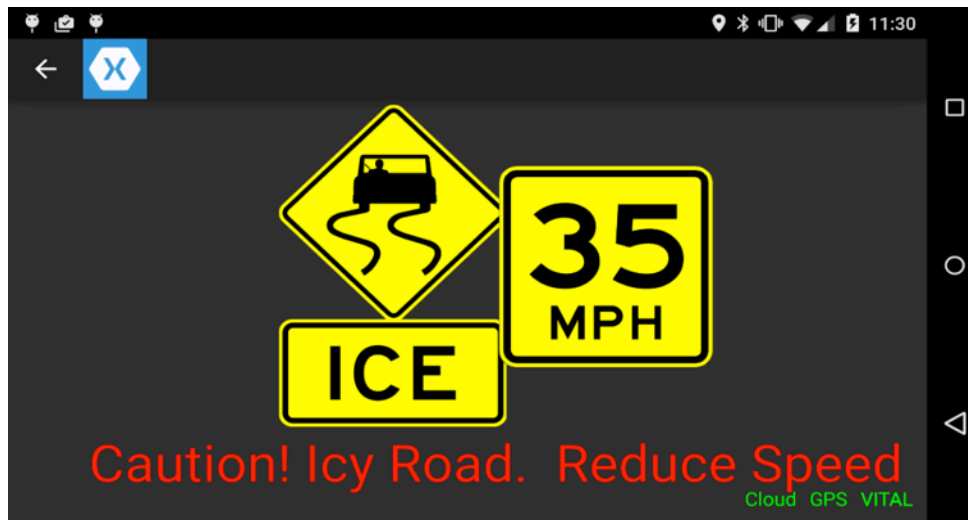 11:30
X
35
MPH
ICE
Caution! Icy Road.  Reduce Speed
Cloud  GPS  VITAL